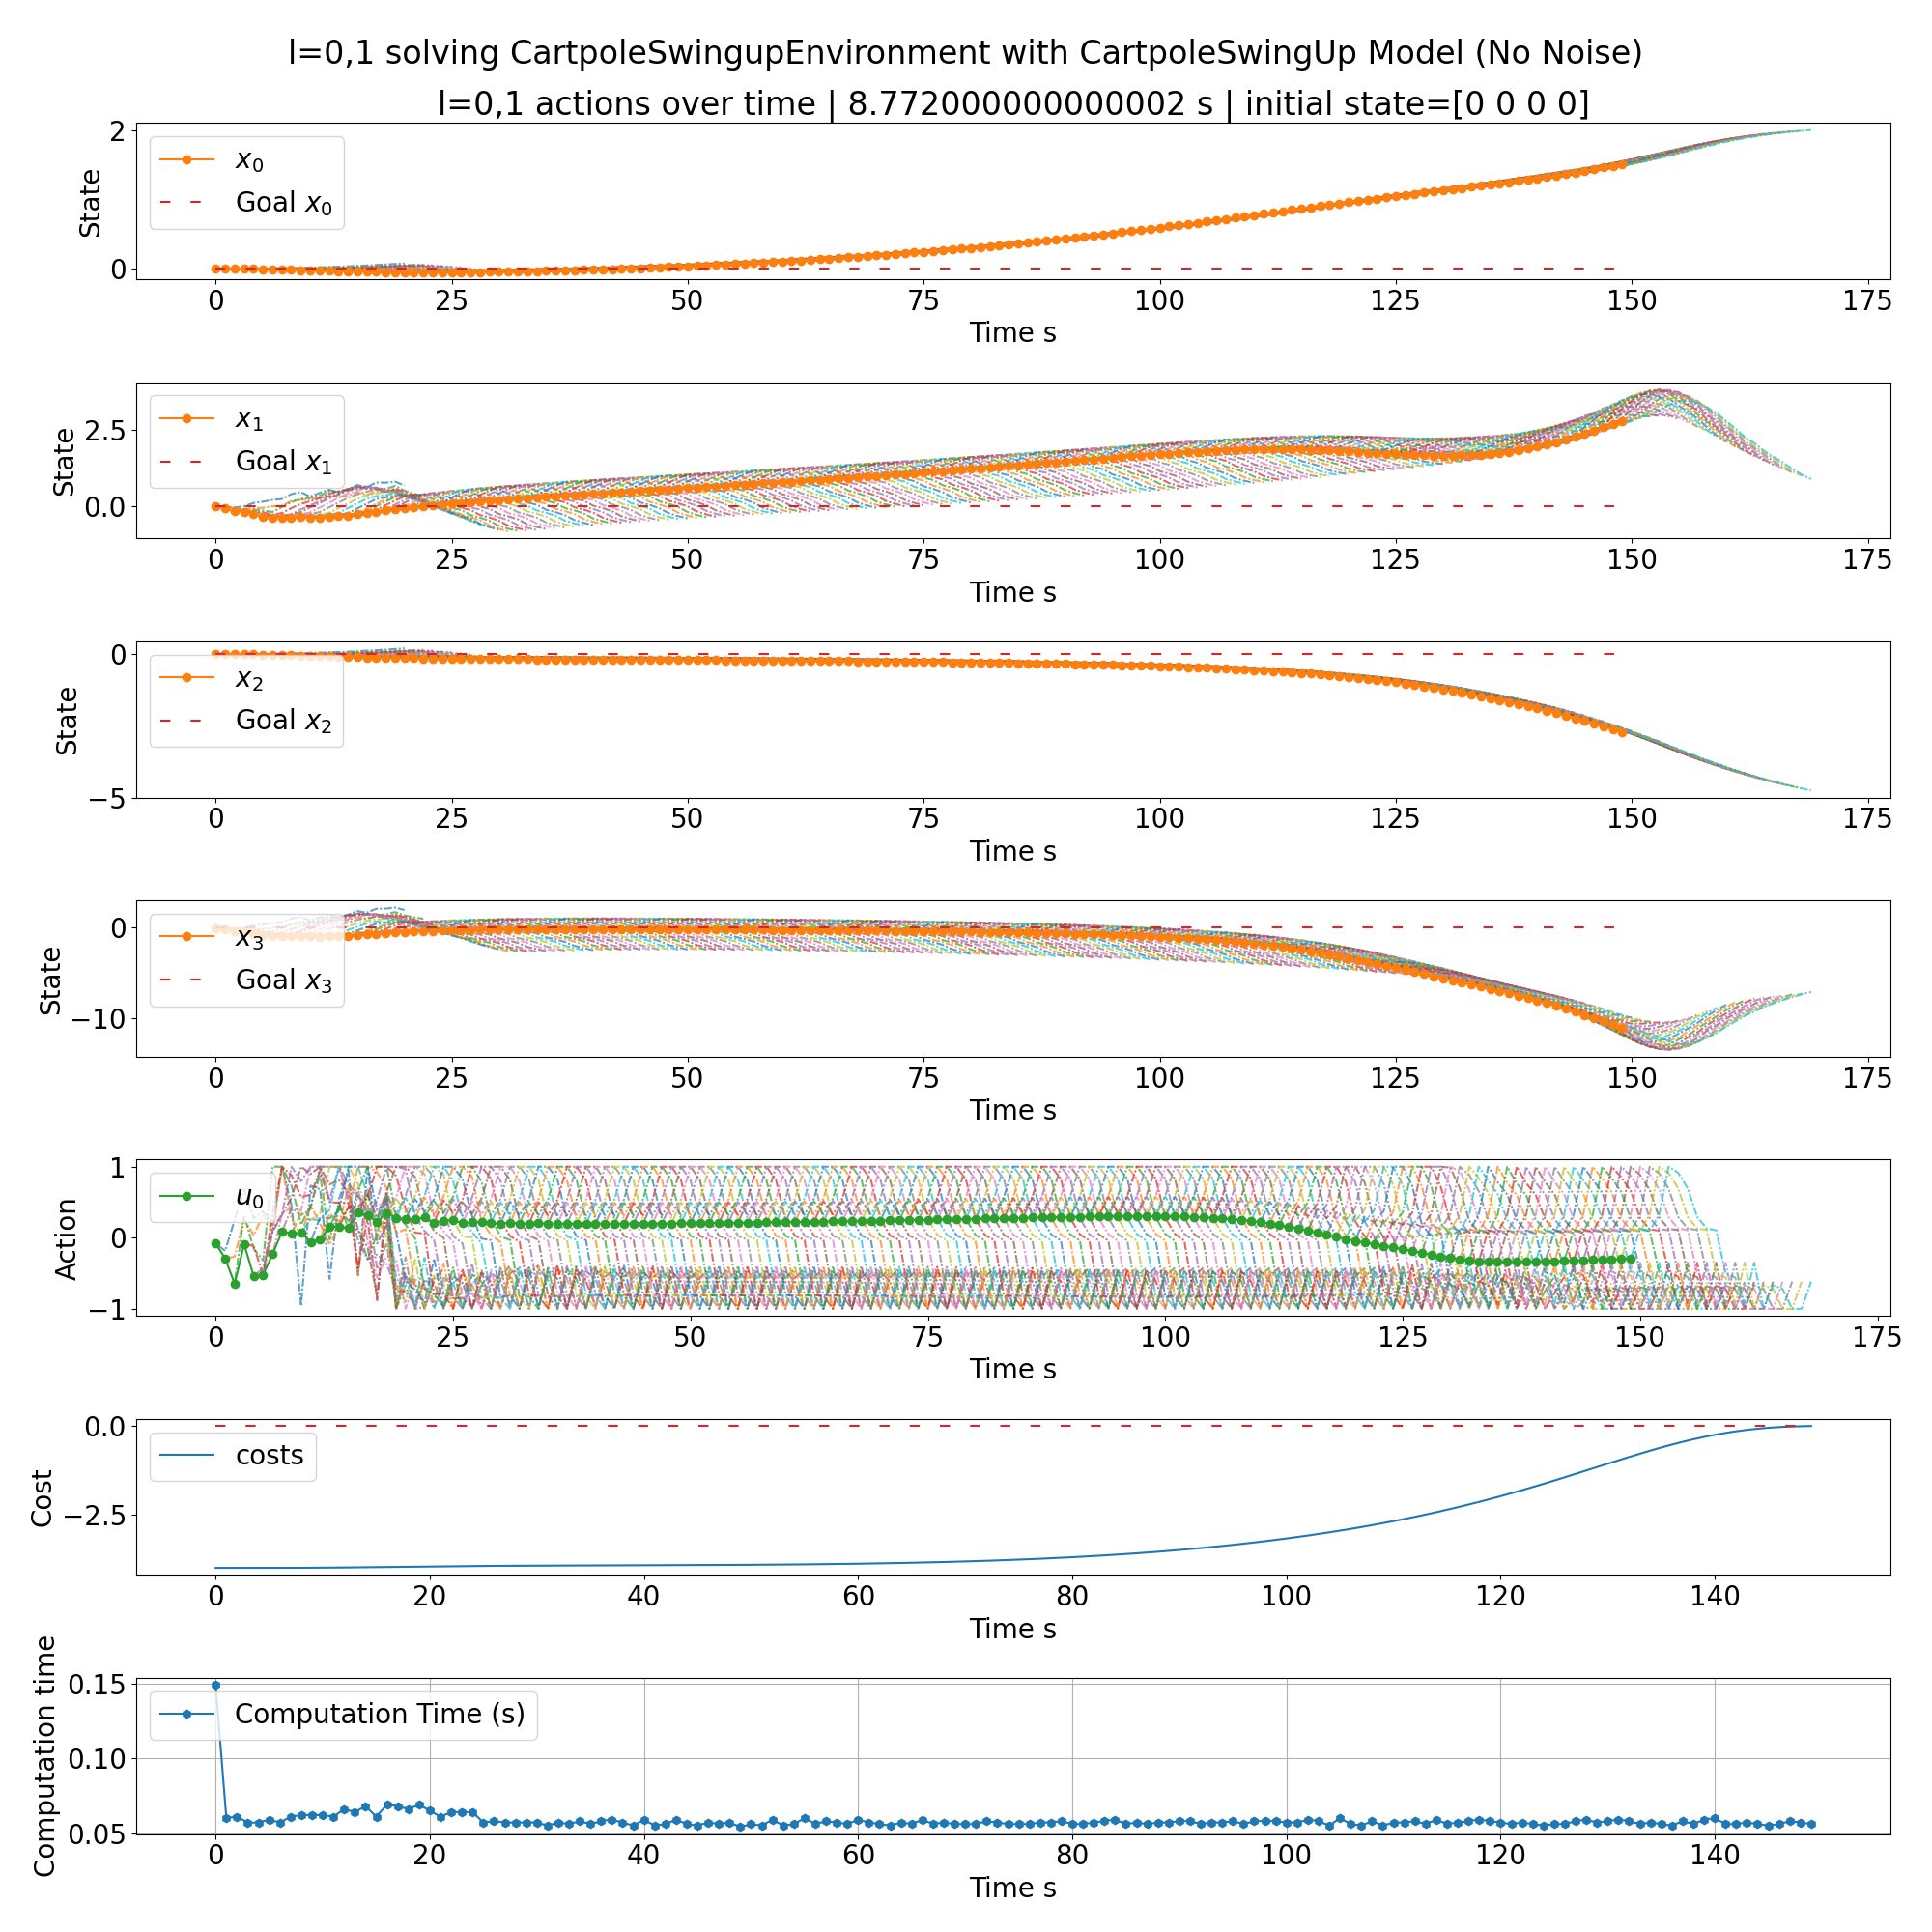 l=0,1 solving CartpoleSwingupEnvironment with CartpoleSwingUp Model (No Noise)
l=0,1 actions over time | 8.772000000000002 s | initial state=[0 0 0 0]
State
2
0
x₀
Goal x₀
0 25 50 75 100 125 150 175
Time s
State
2.5
0.0
x₁
Goal x₁
0 25 50 75 100 125 150 175
Time s
State
0
−5
x₂
Goal x₂
0 25 50 75 100 125 150 175
Time s
State
0
−10
x₃
Goal x₃
0 25 50 75 100 125 150 175
Time s
Action
1
0
−1
u₀
0 25 50 75 100 125 150 175
Time s
Cost
0.0
−2.5
costs
0 20 40 60 80 100 120 140
Time s
Computation time
0.15
0.10
0.05
Computation Time (s)
0 20 40 60 80 100 120 140
Time s